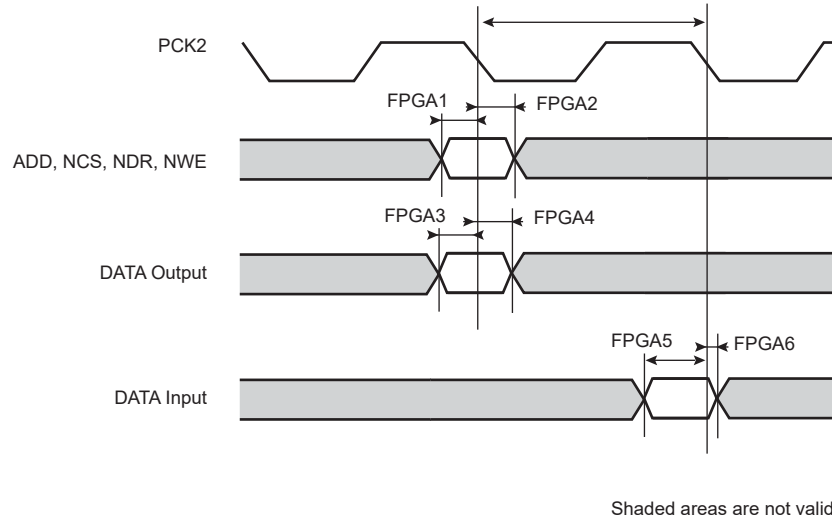 PCK2
FPGA1
FPGA2
ADD, NCS, NDR, NWE
FPGA3
FPGA4
DATA Output
FPGA5
FPGA6
DATA Input
Shaded areas are not valid